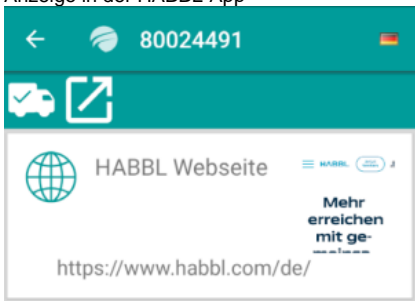 Anzeige in der HABBL App
80024491
HABBL Webseite
HABBL
Mehr
erreichen
mit ge-
https://www.habbl.com/de/